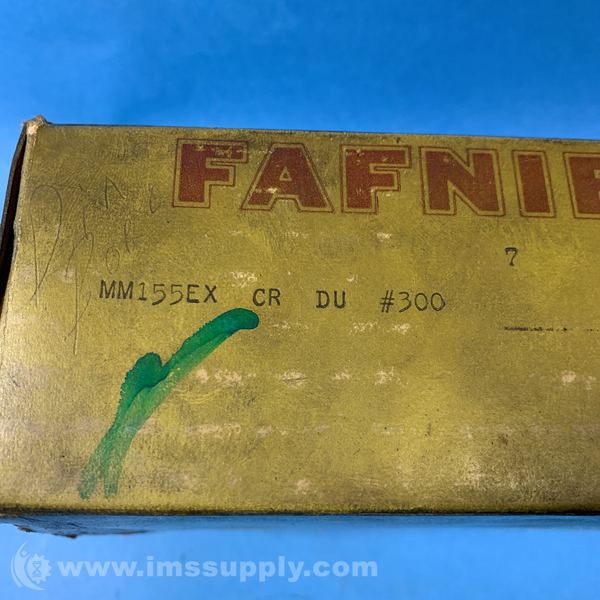 FAFNIR
7
MM155EX CR DU #300
www.imssupply.com